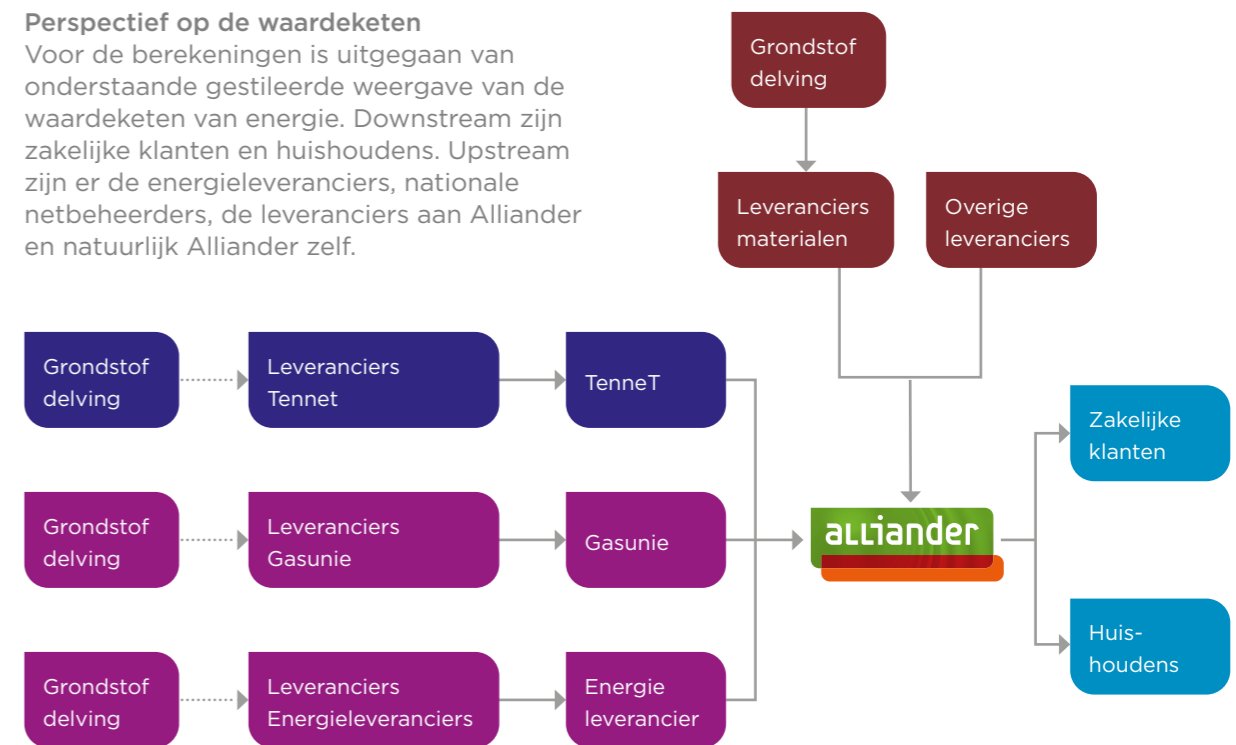 Perspectief op de waardeketen
Voor de berekeningen is uitgegaan van
onderstaande gestileerde weergave van de
waardeketen van energie. Downstream zijn
zakelijke klanten en huishoudens. Upstream
zijn er de energieleveranciers, nationale
netbeheerders, de leveranciers aan Alliander
en natuurlijk Alliander zelf.
Grondstof
delving
Leveranciers
materialen
Overige
leveranciers
Grondstof
delving
Leveranciers
Tennet
TenneT
Grondstof
delving
Leveranciers
Gasunie
Gasunie
Grondstof
delving
Leveranciers
Energieleveranciers
Energie
leverancier
alliander
Zakelijke
klanten
Huis-
houdens